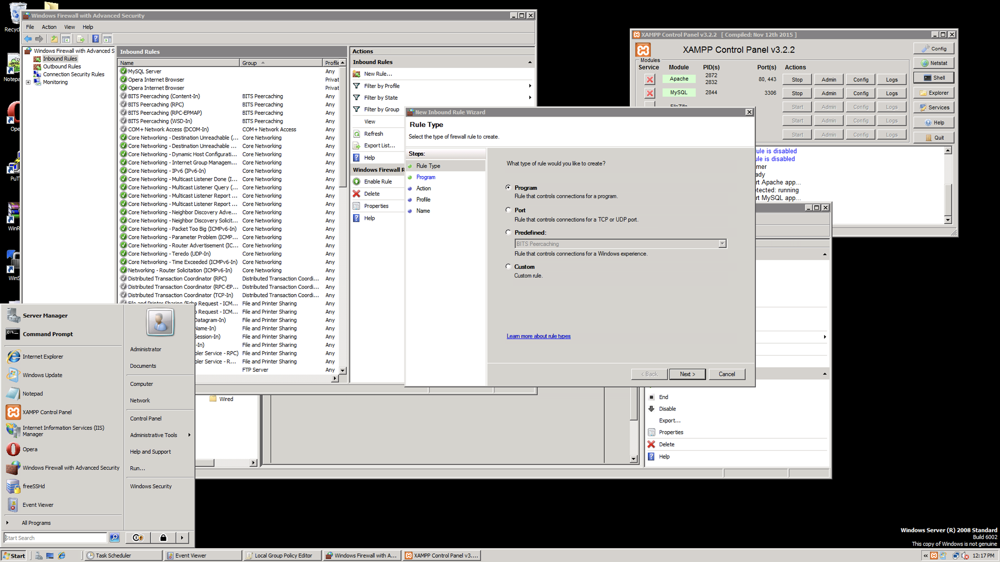 Recyc
Notepa
Ope
PuT
WinR
WinS
Windows Firewall with Advanced Security
File Action View Help
Windows Firewall with Advanced S
Inbound Rules
Outbound Rules
Connection Security Rules
Monitoring
Inbound Rules
Name Group Profile
MySQL Server Any
Opera Internet Browser Privat
Opera Internet Browser Privat
BITS Peercaching (Content-In) BITS Peercaching Any
BITS Peercaching (RPC) BITS Peercaching Any
BITS Peercaching (RPC-EPMAP) BITS Peercaching Any
BITS Peercaching (WSD-In) BITS Peercaching Any
COM+ Network Access (DCOM-In) COM+ Network Access Any
Core Networking - Destination Unreachable (... Core Networking Any
Core Networking - Destination Unreachable ... Core Networking Any
Core Networking - Dynamic Host Configurati... Core Networking Any
Core Networking - Internet Group Managem... Core Networking Any
Core Networking - IPv6 (IPv6-In) Core Networking Any
Core Networking - Multicast Listener Done (I... Core Networking Any
Core Networking - Multicast Listener Query (... Core Networking Any
Core Networking - Multicast Listener Report ... Core Networking Any
Core Networking - Multicast Listener Report ... Core Networking Any
Core Networking - Neighbor Discovery Adve... Core Networking Any
Core Networking - Neighbor Discovery Solicit... Core Networking Any
Core Networking - Packet Too Big (ICMPv6-In) Core Networking Any
Core Networking - Parameter Problem (ICMP... Core Networking Any
Core Networking - Router Advertisement (IC... Core Networking Any
Core Networking - Teredo (UDP-In) Core Networking Any
Core Networking - Time Exceeded (ICMPv6-In) Core Networking Any
Networking - Router Solicitation (ICMPv6-In) Core Networking Any
Distributed Transaction Coordinator (RPC) Distributed Transaction Coordi... Any
Distributed Transaction Coordinator (RPC-EP... Distributed Transaction Coordi... Any
Distributed Transaction Coordinator (TCP-In) Distributed Transaction Coordi... Any
File and Printer Sharing (Echo Request - ICM... File and Printer Sharing Any
Request - ICM... File and Printer Sharing Any
Datagram-In) File and Printer Sharing Any
Name-In) File and Printer Sharing Any
Session-In) File and Printer Sharing Any
-In) File and Printer Sharing Any
oler Service - RPC) File and Printer Sharing Any
oler Service - R... File and Printer Sharing Any
FTP Server Any
Actions
Inbound Rules
New Rule...
Filter by Profile
Filter by State
Filter by Group
View
Refresh
Export List...
Help
Windows Firewall R
Enable Rule
Delete
Properties
Help
New Inbound Rule Wizard
Rule Type
Select the type of firewall rule to create.
Steps:
Rule Type
Program
Action
Profile
Name
What type of rule would you like to create?
Program
Rule that controls connections for a program.
Port
Rule that controls connections for a TCP or UDP port.
Predefined:
BITS Peercaching
Rule that controls connections for a Windows experience.
Custom
Custom rule.
Learn more about rule types
< Back Next > Cancel
XAMPP Control Panel v3.2.2 [ Compiled: Nov 12th 2015 ]
XAMPP Control Panel v3.2.2
Modules
Service Module PID(s) Port(s) Actions
Apache 2872 2832 80, 443 Stop Admin Config Logs
MySQL 2844 3306 Stop Admin Config Logs
FileZilla Start Admin Config Logs
Start Admin Config Logs
Start Admin Config Logs
Config
Netstat
Shell
Explorer
Services
Help
Quit
ule is disabled
ule is disabled
mer
ady
rt Apache app...
etected: running
rt MySQL app...
Wired
End
Disable
Export...
Properties
Delete
Help
Server Manager
Command Prompt
Internet Explorer
Windows Update
Notepad
XAMPP Control Panel
Internet Information Services (IIS)
Manager
Opera
Windows Firewall with Advanced Security
freeSSHd
Event Viewer
All Programs
Start Search
Administrator
Documents
Computer
Network
Control Panel
Administrative Tools
Help and Support
Run...
Windows Security
Windows Server (R) 2008 Standard
Build 6002
This copy of Windows is not genuine
Start Task Scheduler Event Viewer Local Group Policy Editor Windows Firewall with A... XAMPP Control Panel v3.... 12:17 PM